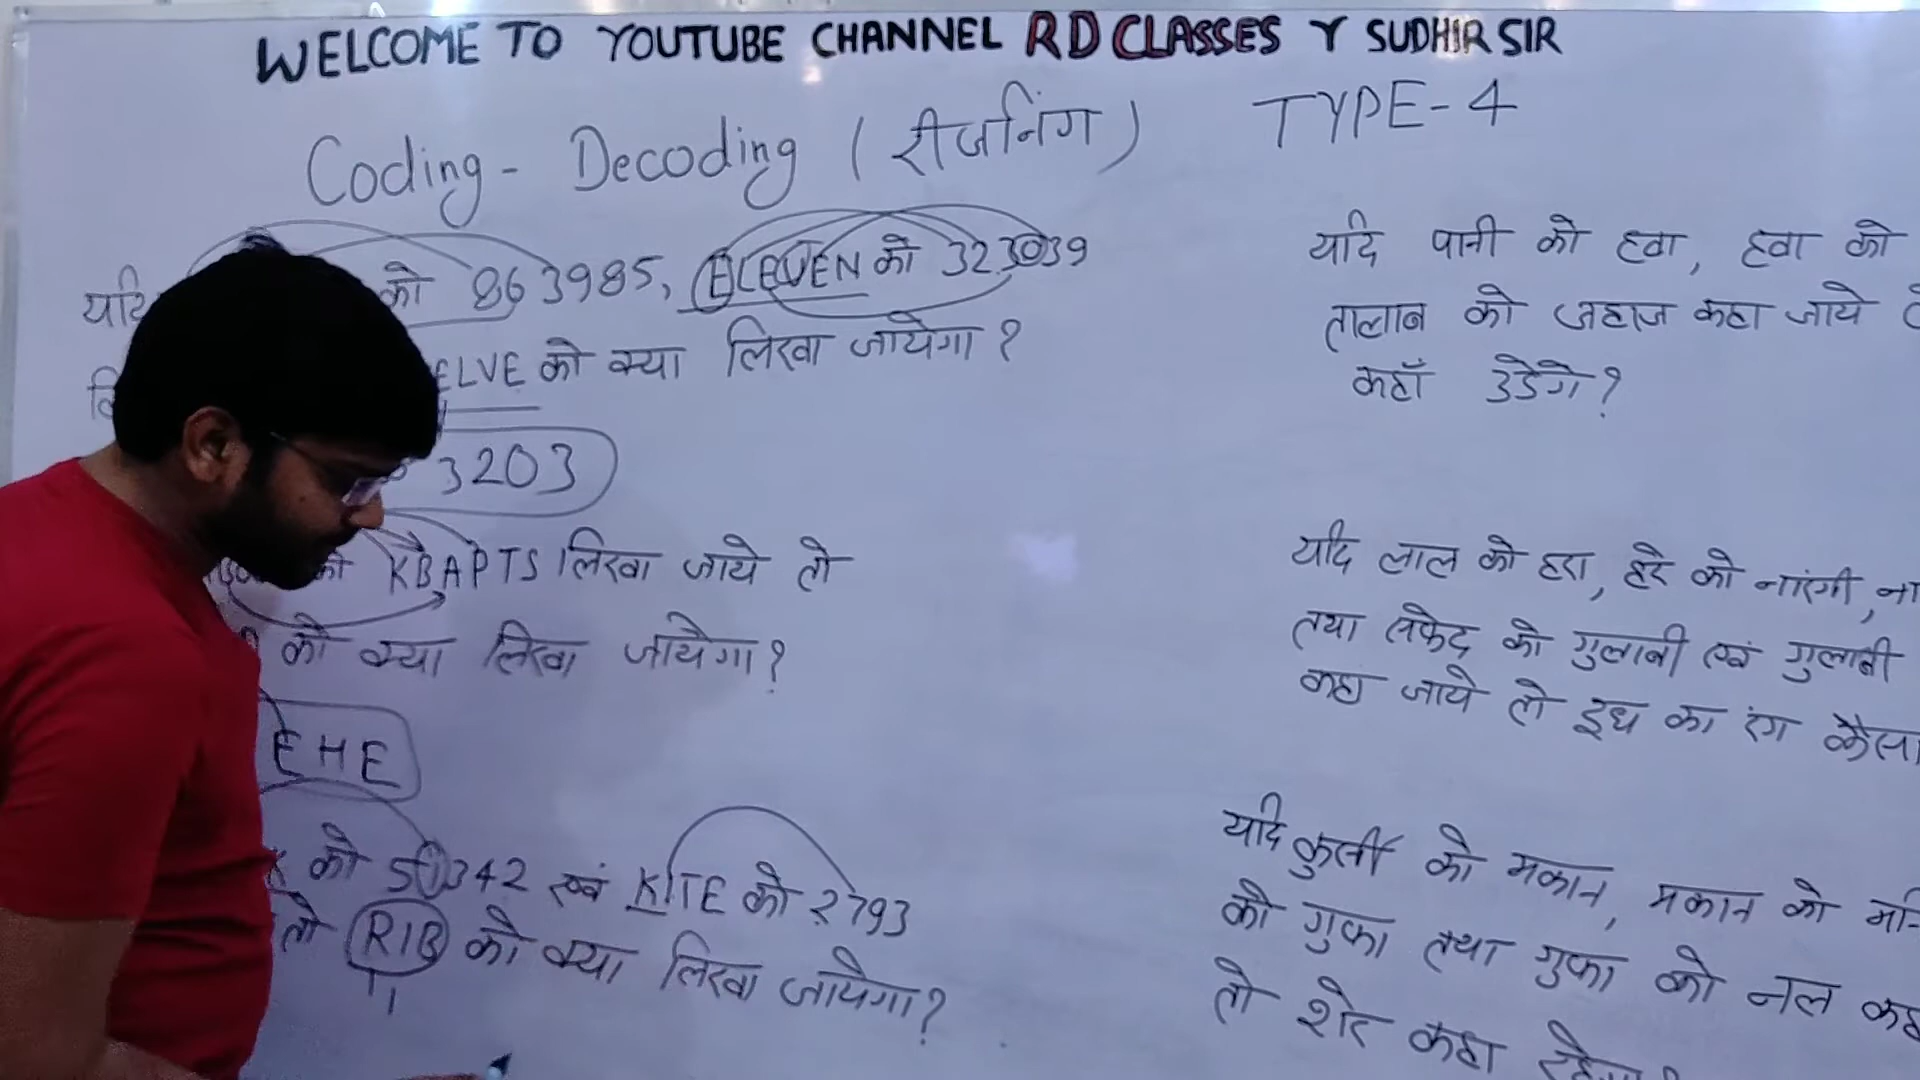 WELCOME TO YOUTUBE CHANNEL RD CLASSES Y SUDHIR SIR
Coding - Decoding ( रीजनिंग ) TYPE-4
यदि को 863985, ELEVEN को 323039
ELVE को क्या लिखा जायेगा ?
3203
KBAPTS लिखा जाये तो
को क्या लिखा जायेगा ?
EHE
K को 50342 एवं KITE को 2793
तो RIB को क्या लिखा जायेगा ?
यदि पानी को हवा, हवा को
तालाब को जहाज कहा जाये
कहाँ उडेगे ?
यदि लाल को हरा, हरे को नारंगी, ना
तथा सफेद को गुलाबी एवं गुलाबी
कहा जाये तो दूध का रंग कैसा
यदि कुर्सी को मकान, मकान को
को गुफा तथा गुफा को नल कह
तो शेर कहा